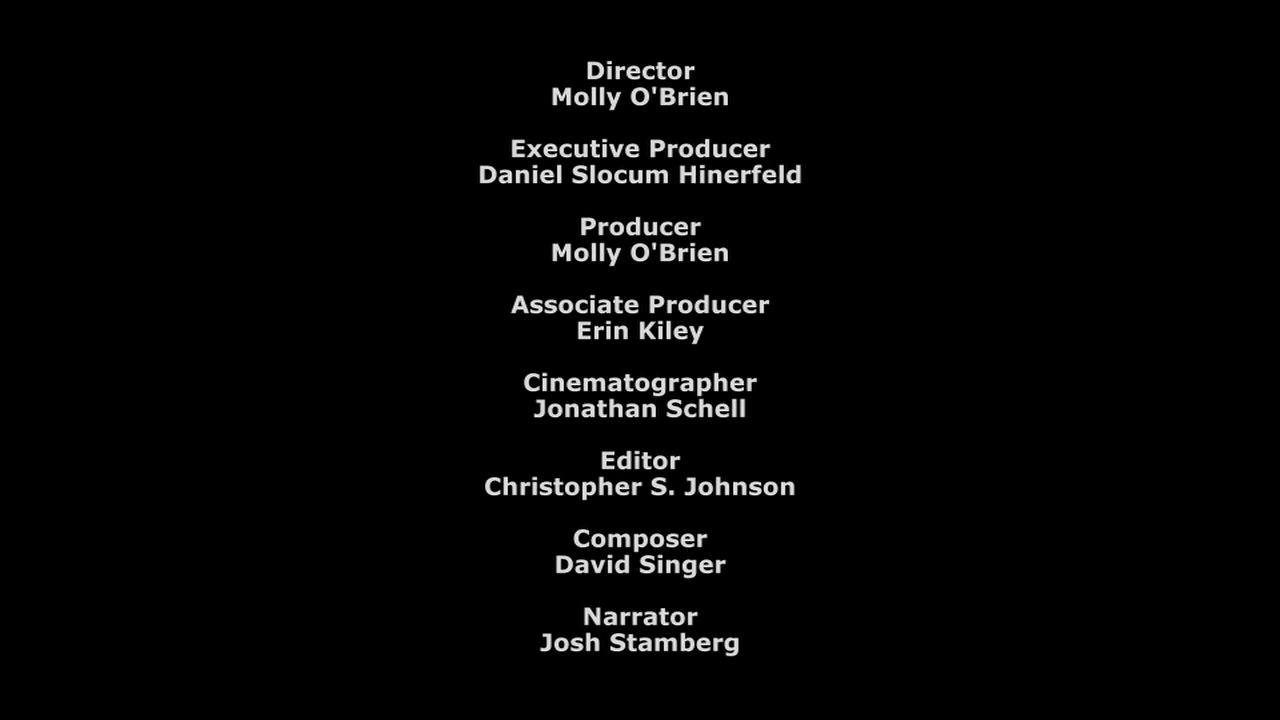 Director
Molly O'Brien
Executive Producer
Daniel Slocum Hinerfeld
Producer
Molly O'Brien
Associate Producer
Erin Kiley
Cinematographer
Jonathan Schell
Editor
Christopher S. Johnson
Composer
David Singer
Narrator
Josh Stamberg